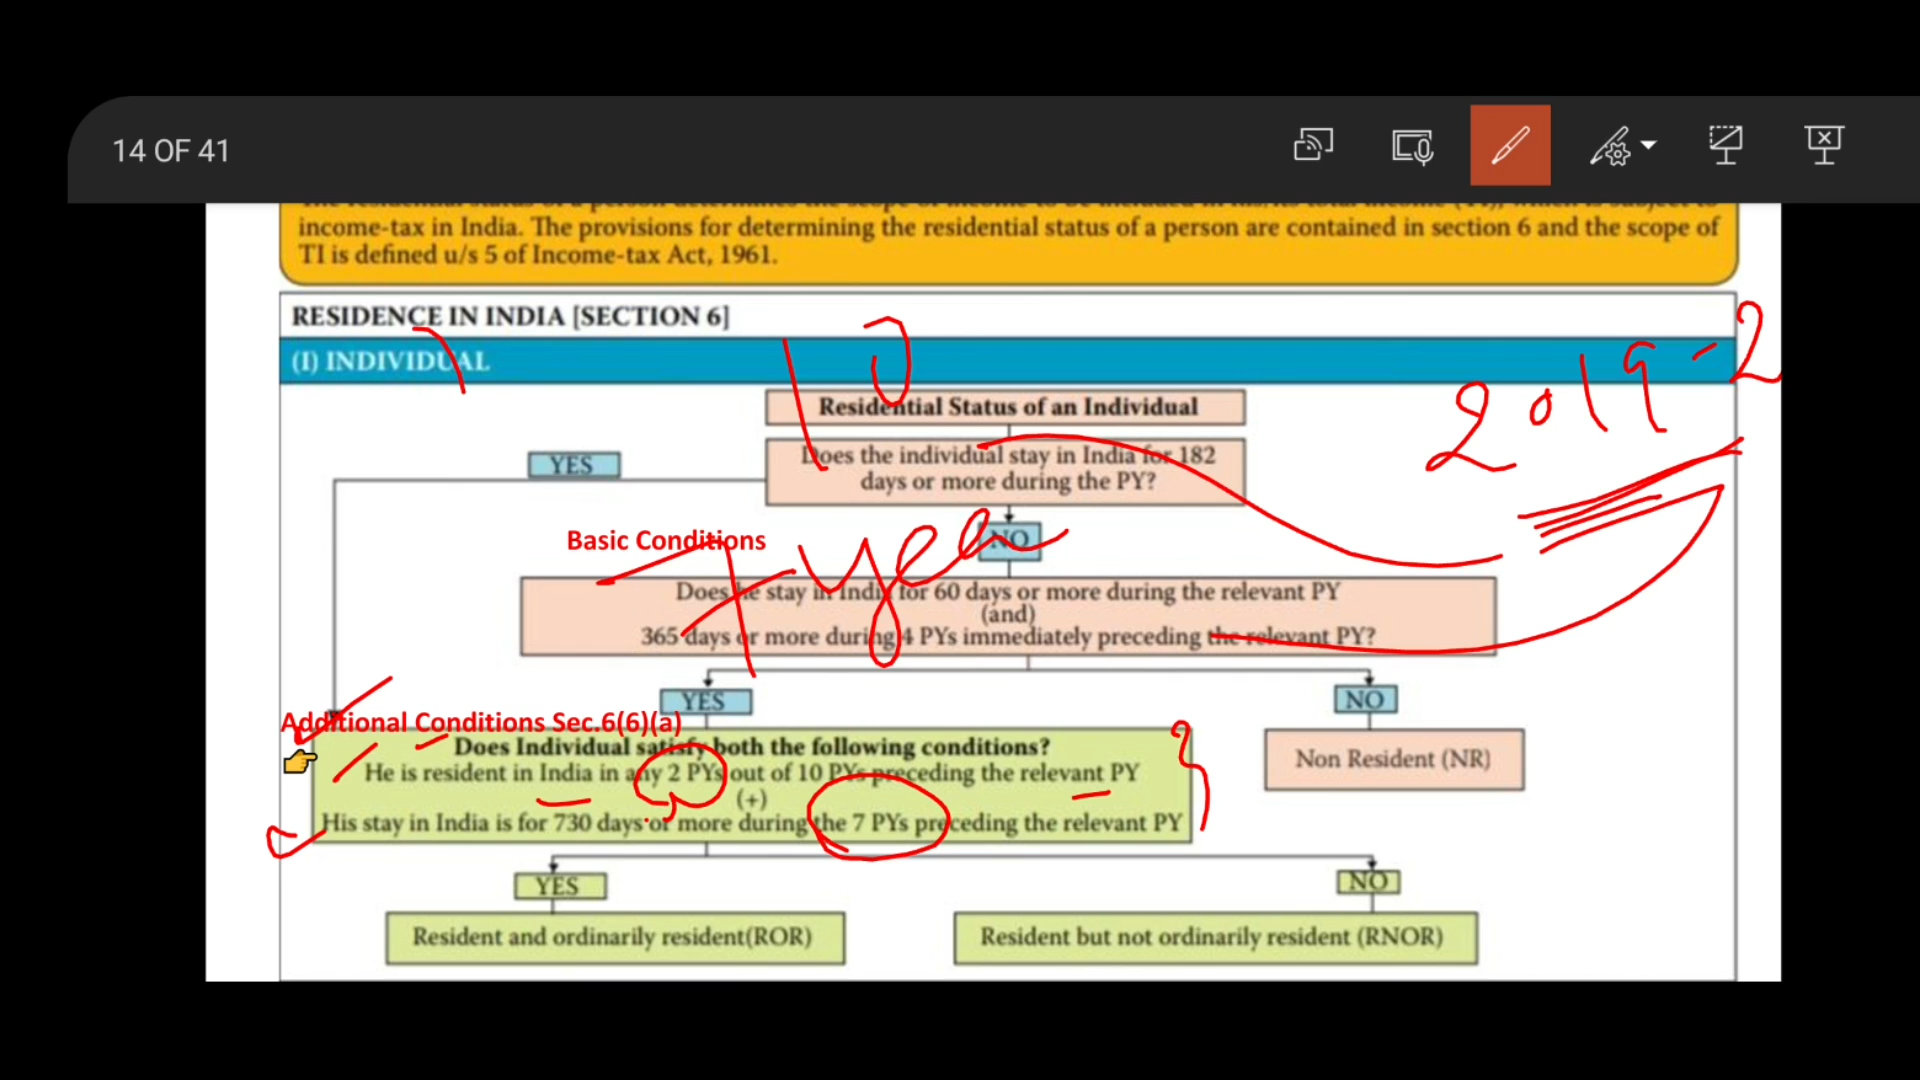 14 OF 41
income-tax in India. The provisions for determining the residential status of a person are contained in section 6 and the scope of
TI is defined u/s 5 of Income-tax Act, 1961.
RESIDENCE IN INDIA [SECTION 6]
(I) INDIVIDUAL
10
2019-2
Residential Status of an Individual
YES
Does the individual stay in India for 182
days or more during the PY?
Basic Conditions
NO
7 yea
Does he stay in India for 60 days or more during the relevant PY
(and)
365 days or more during 4 PYs immediately preceding the relevant PY?
YES
NO
Additional Conditions Sec.6(6)(a)
Does Individual satisfy both the following conditions?
He is resident in India in any 2 PYs out of 10 PYs preceding the relevant PY
(+)
His stay in India is for 730 days or more during the 7 PYs preceding the relevant PY
Non Resident (NR)
YES
NO
Resident and ordinarily resident(ROR)
Resident but not ordinarily resident (RNOR)